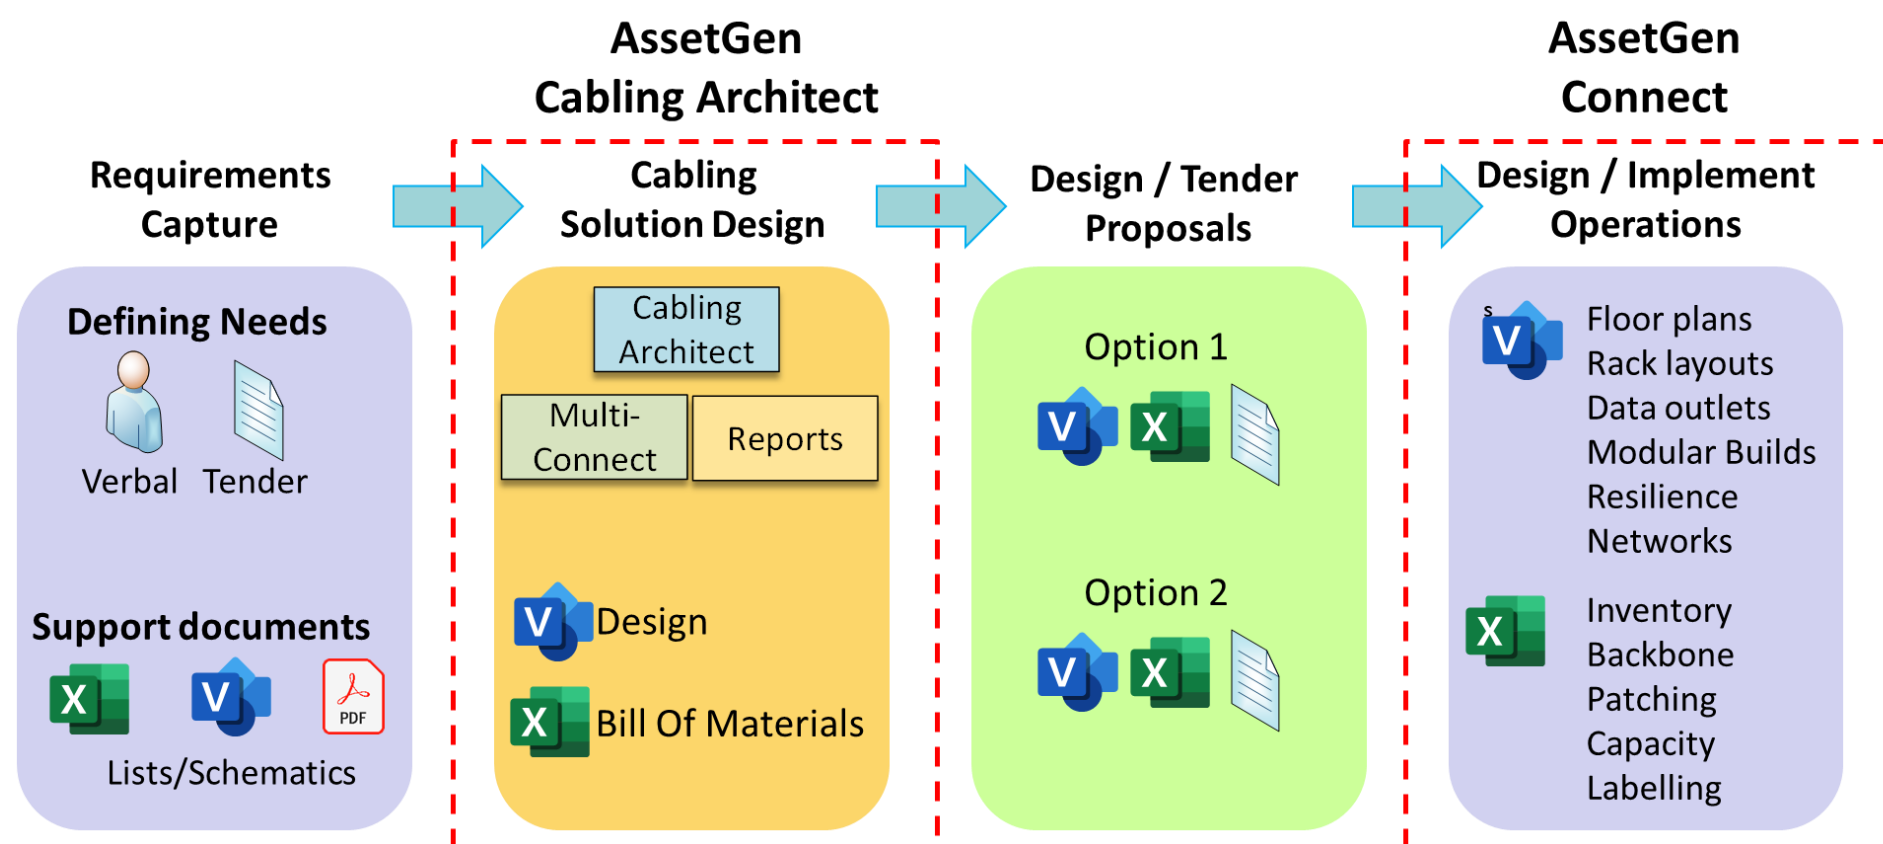 AssetGen
Cabling Architect
AssetGen
Connect
Requirements
Capture
Cabling
Solution Design
Design / Tender
Proposals
Design / Implement
Operations
Defining Needs
Verbal
Tender
Support documents
X
V
PDF
Lists/Schematics
Cabling
Architect
Multi-
Connect
Reports
V
Design
X
Bill Of Materials
Option 1
V
X
Option 2
V
X
s
V
Floor plans
Rack layouts
Data outlets
Modular Builds
Resilience
Networks
X
Inventory
Backbone
Patching
Capacity
Labelling